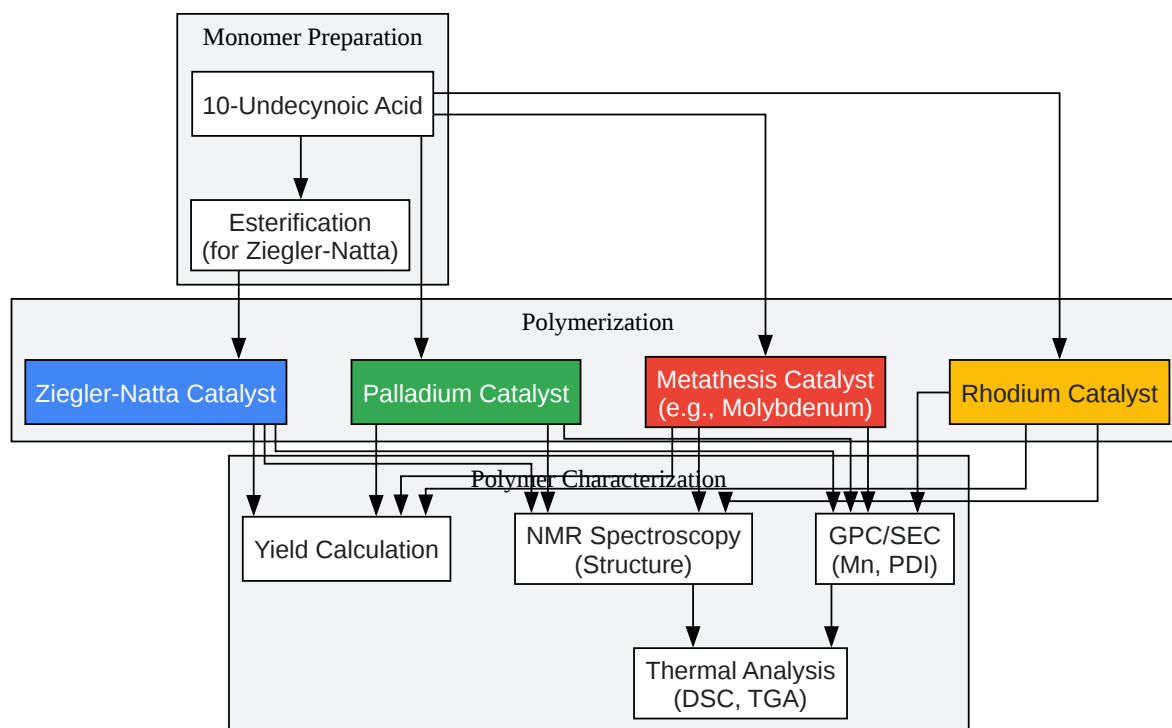 Monomer Preparation
10-Undecynoic Acid
Esterification
(for Ziegler-Natta)
Polymerization
Ziegler-Natta Catalyst
Palladium Catalyst
Metathesis Catalyst
(e.g., Molybdenum)
Rhodium Catalyst
Polymer Characterization
Yield Calculation
NMR Spectroscopy
(Structure)
GPC/SEC
(Mn, PDI)
Thermal Analysis
(DSC, TGA)